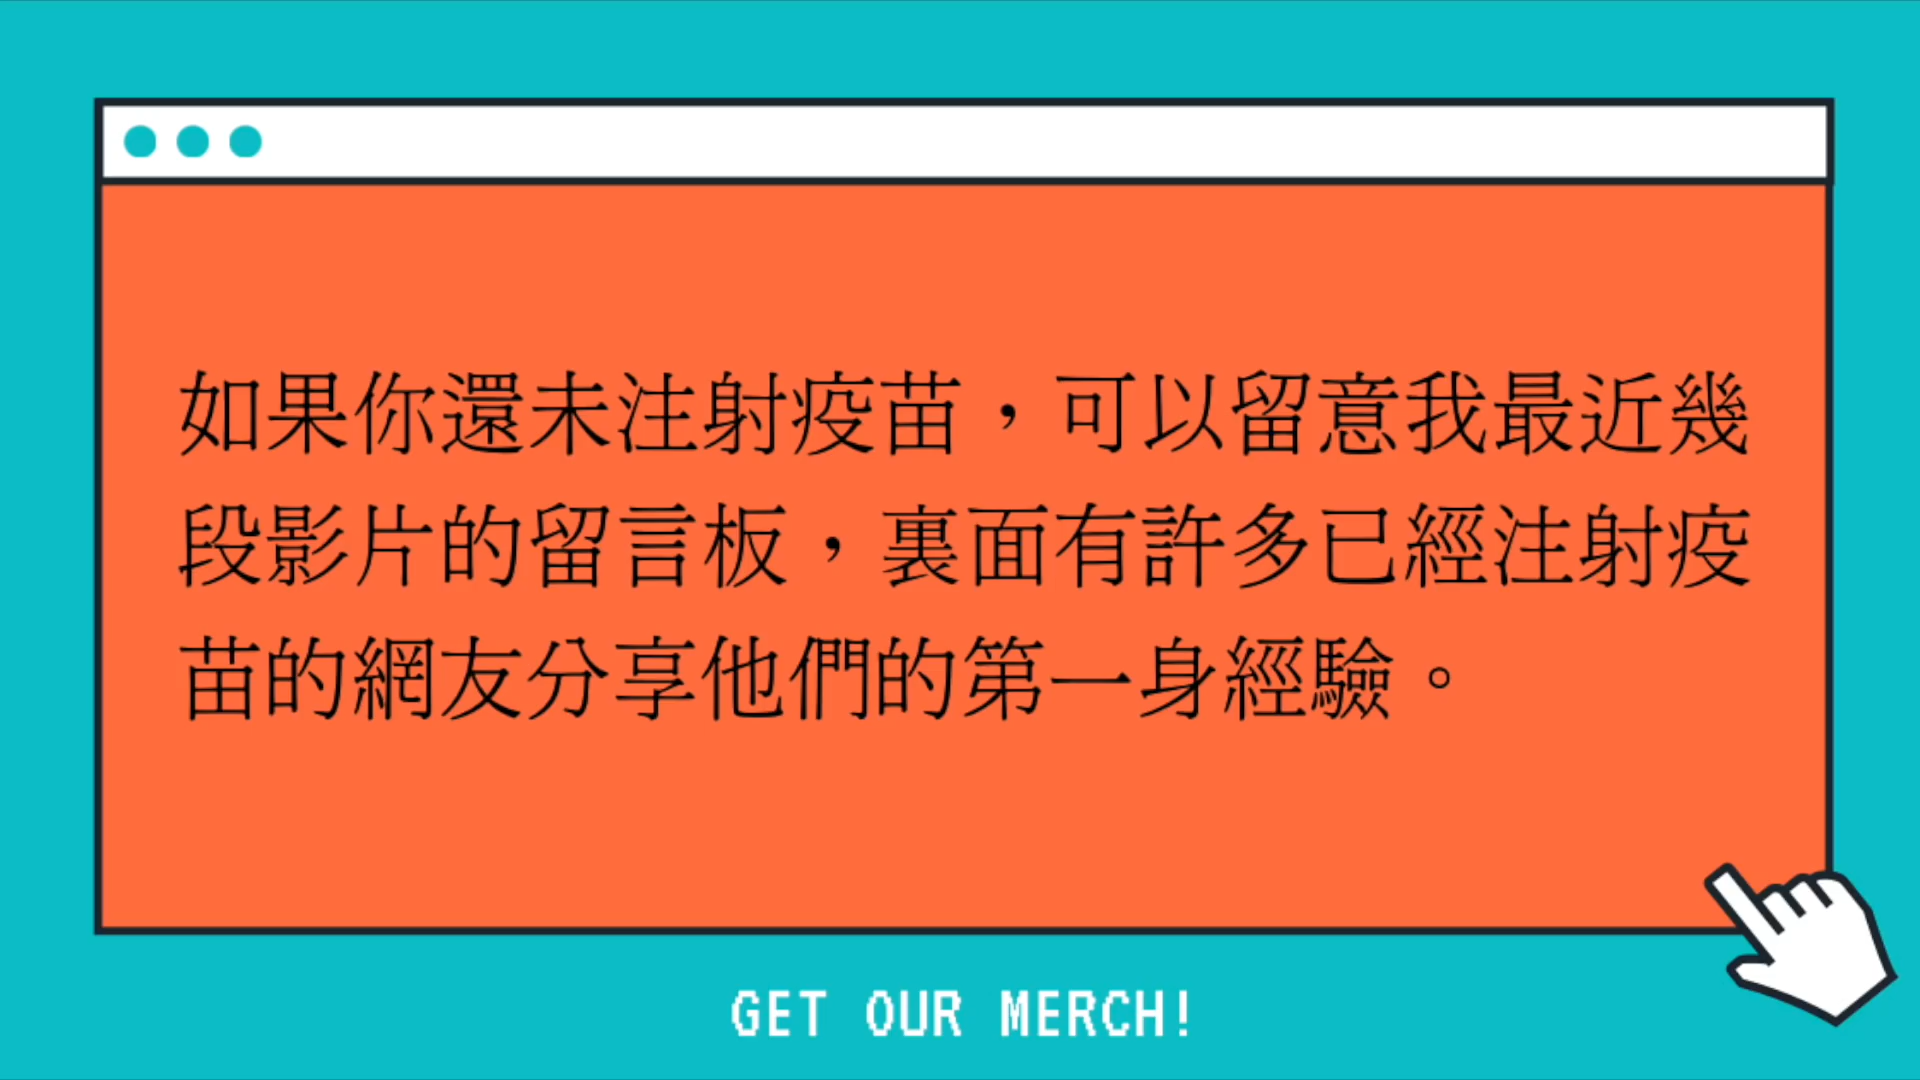 如果你還未注射疫苗，可以留意我最近幾
段影片的留言板，裏面有許多已經注射疫
苗的網友分享他們的第一身經驗。
GET OUR MERCH!